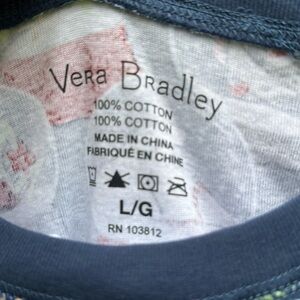 Vera Bradley
100% COTTON
100% COTTON
MADE IN CHINA
FABRIQUÉ EN CHINE
L/G
RN 103812